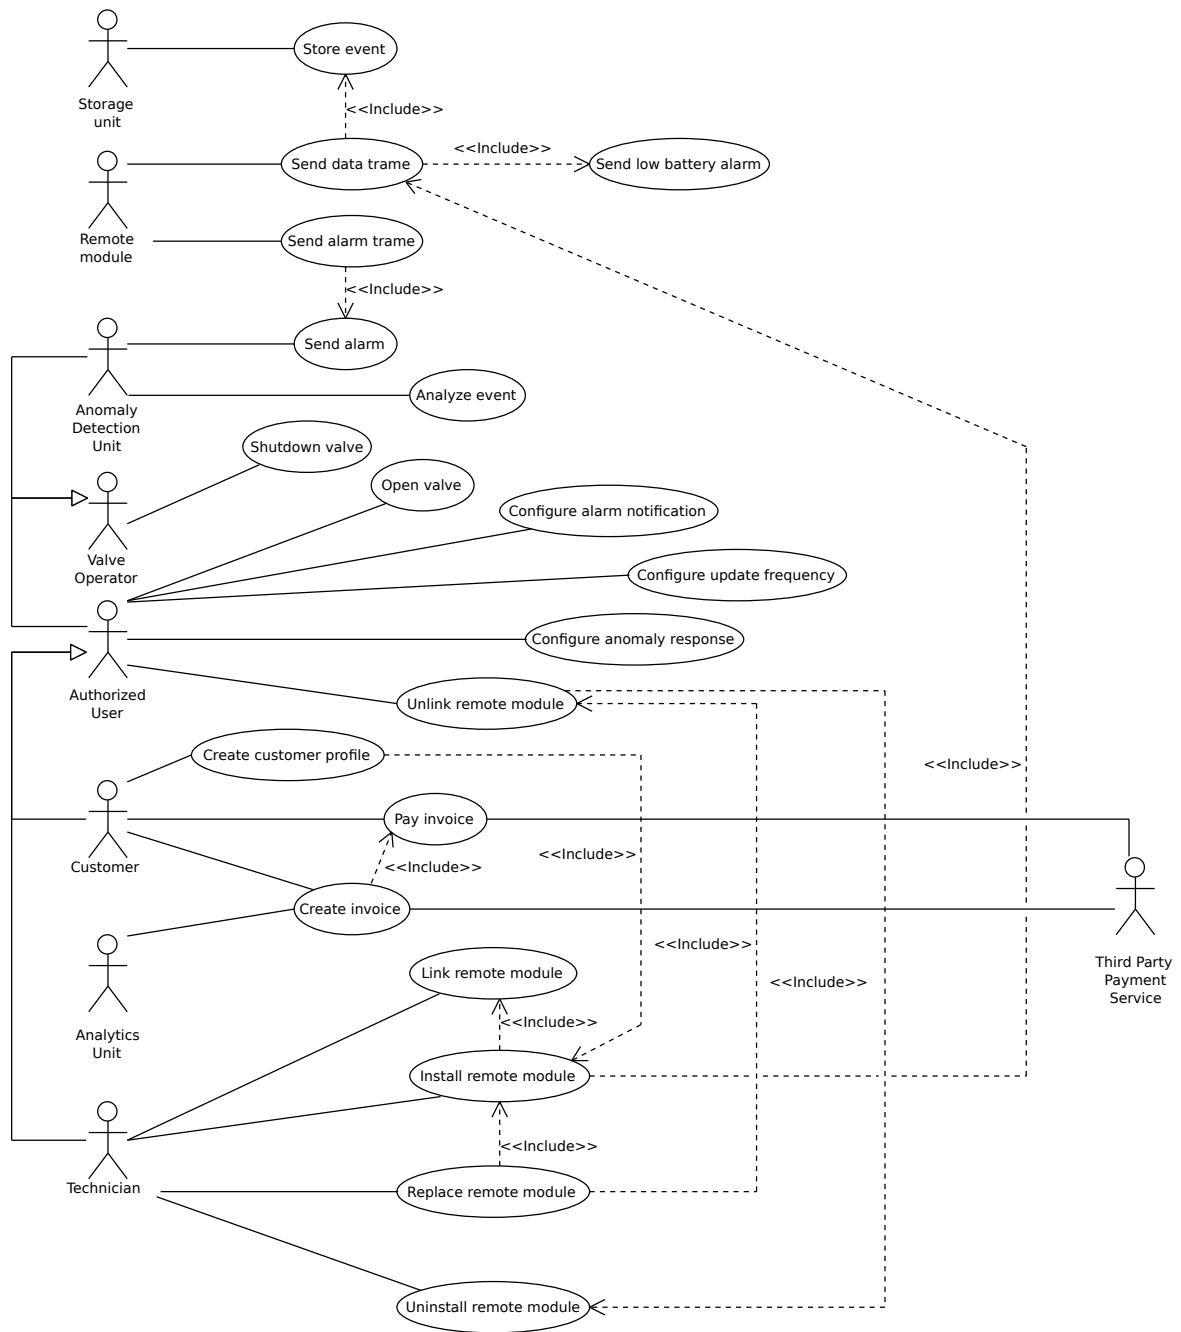 Store event
Storage
unit
<<Include>>
<<Include>>
Send data trame
Send low battery alarm
Remote
module
Send alarm trame
<<Include>>
Send alarm
Analyze event
Anomaly
Detection
Unit
Shutdown valve
Open valve
Configure alarm notification
Valve
Operator
Configure update frequency
Configure anomaly response
Authorized
User
Unlink remote module
Create customer profile
<<Include>>
Pay invoice
<<Include>>
Customer
<<Include>>
Create invoice
<<Include>>
Third Party
Payment
Service
Link remote module
<<Include>>
Analytics
Unit
<<Include>>
Install remote module
<<Include>>
Technician
Replace remote module
Uninstall remote module